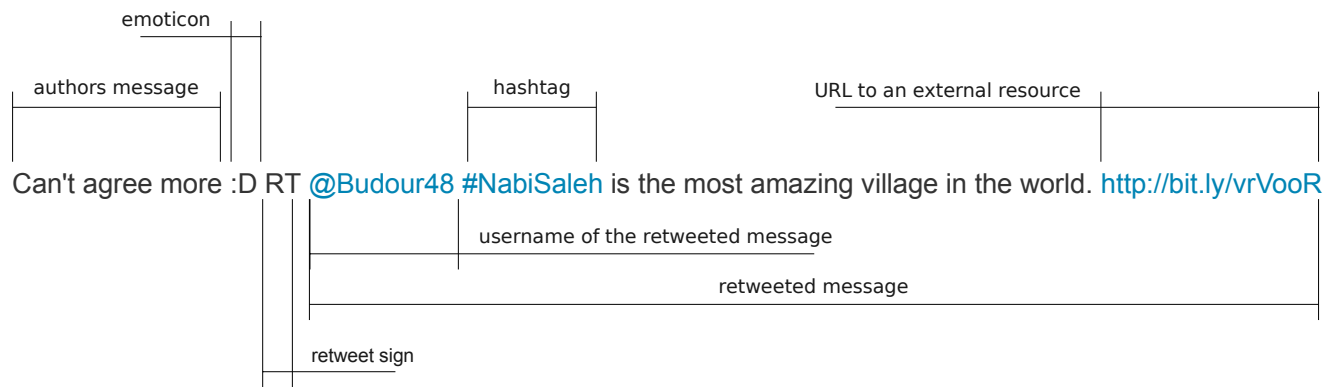 emoticon
authors message
hashtag
URL to an external resource
Can't agree more :D RT @Budour48 #NabiSaleh is the most amazing village in the world. http://bit.ly/vrVooR
username of the retweeted message
retweeted message
retweet sign